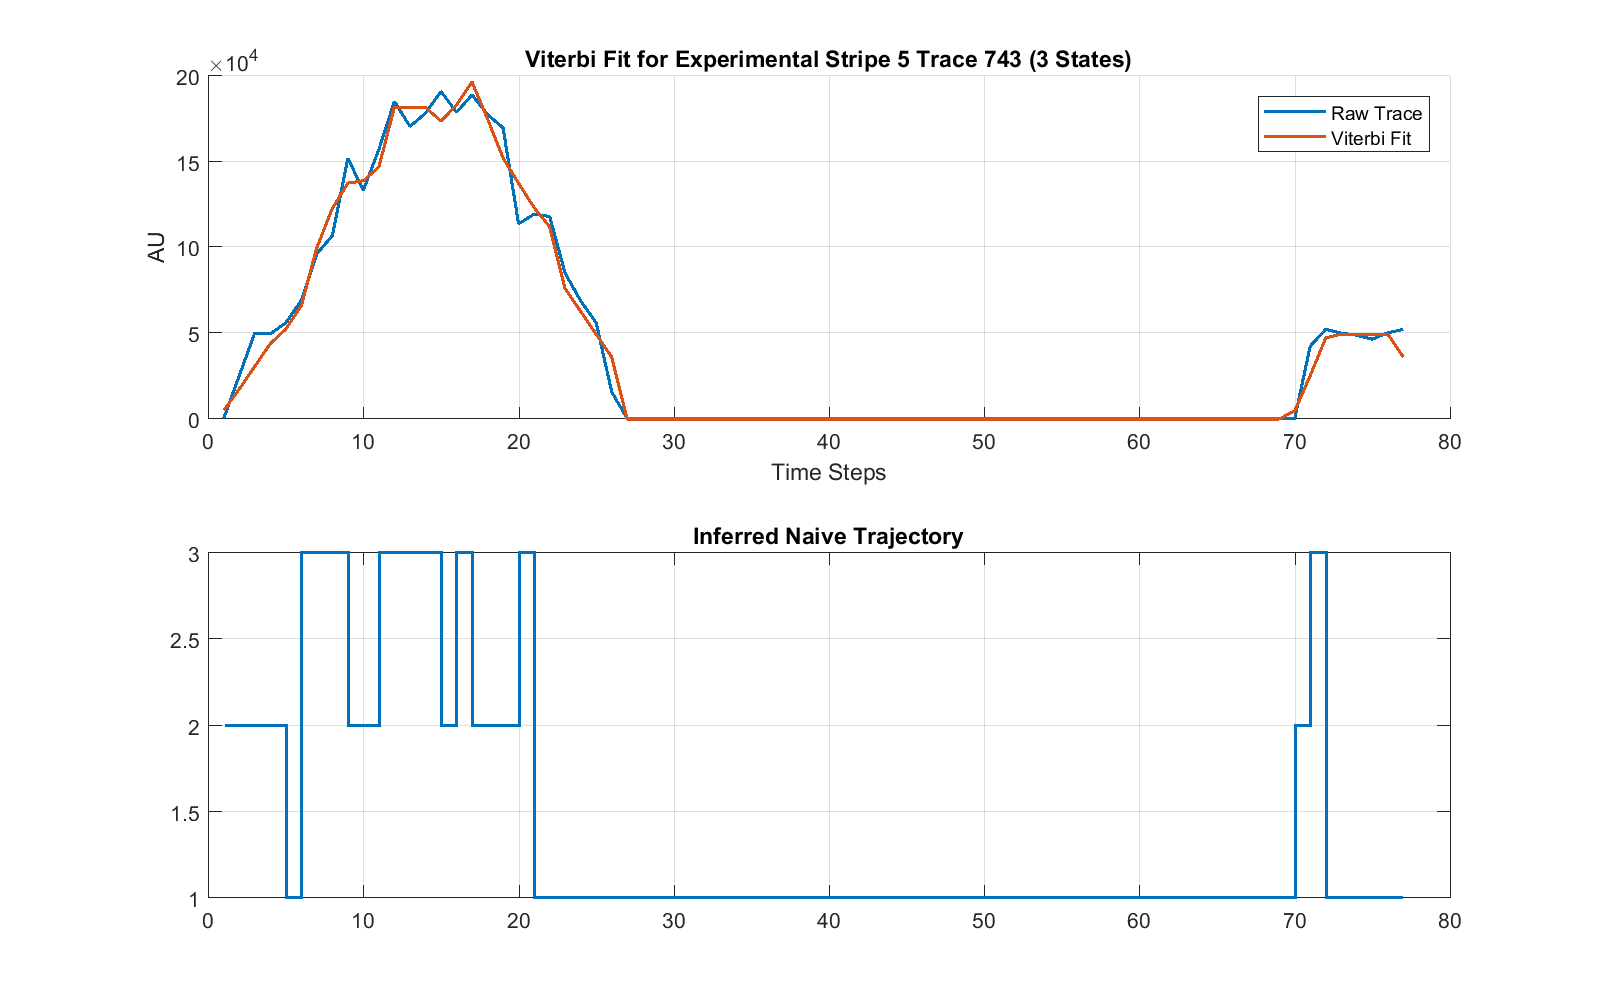 Viterbi Fit for Experimental Stripe 5 Trace 743 (3 States)
×10^4
20
15
10
5
0
AU
Raw Trace
Viterbi Fit
0 10 20 30 40 50 60 70 80
Time Steps
Inferred Naive Trajectory
3
2.5
2
1.5
1
0 10 20 30 40 50 60 70 80